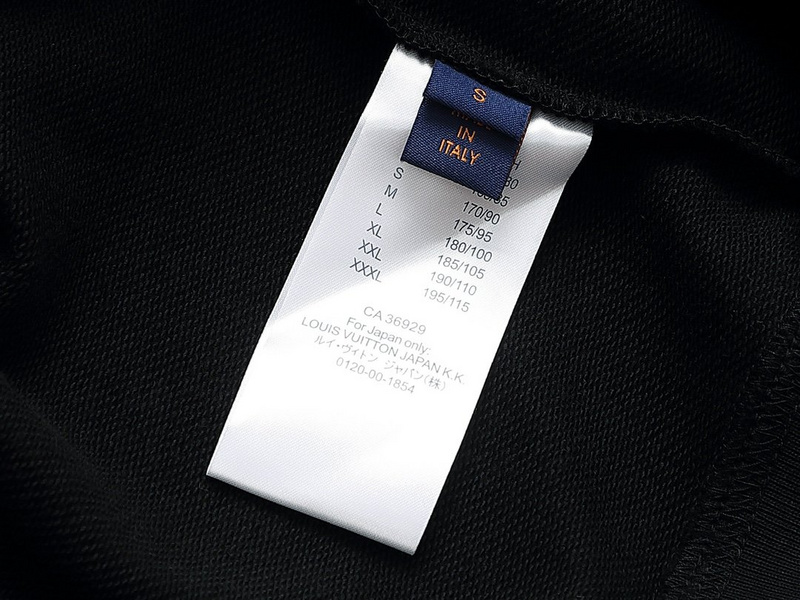 S
IN
ITALY
S
M 170/90
L 175/95
XL 180/100
XXL 185/105
XXXL 190/110
195/115
CA 36929
For Japan only:
LOUIS VUITTON JAPAN K.K.
ルイ・ヴィトン ジャパン(株)
0120-00-1854